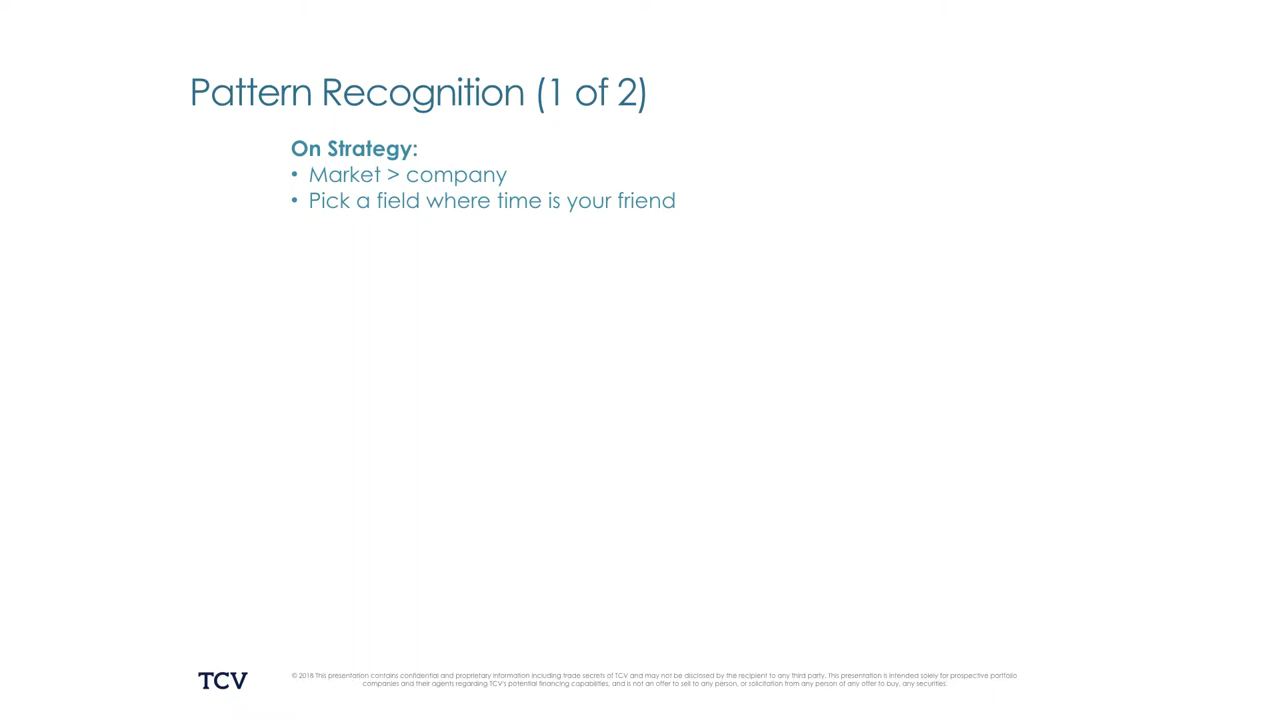 Pattern Recognition (1 of 2)
On Strategy:
• Market > company
• Pick a field where time is your friend
TCV
© 2018 This presentation contains confidential and proprietary information including trade secrets of TCV and may not be disclosed by the recipient to any third party. This presentation is intended solely for prospective portfolio
companies and their agents regarding TCV's potential financing capabilities, and is not an offer to sell to any person, or solicitation from any person of any offer to buy, any securities.